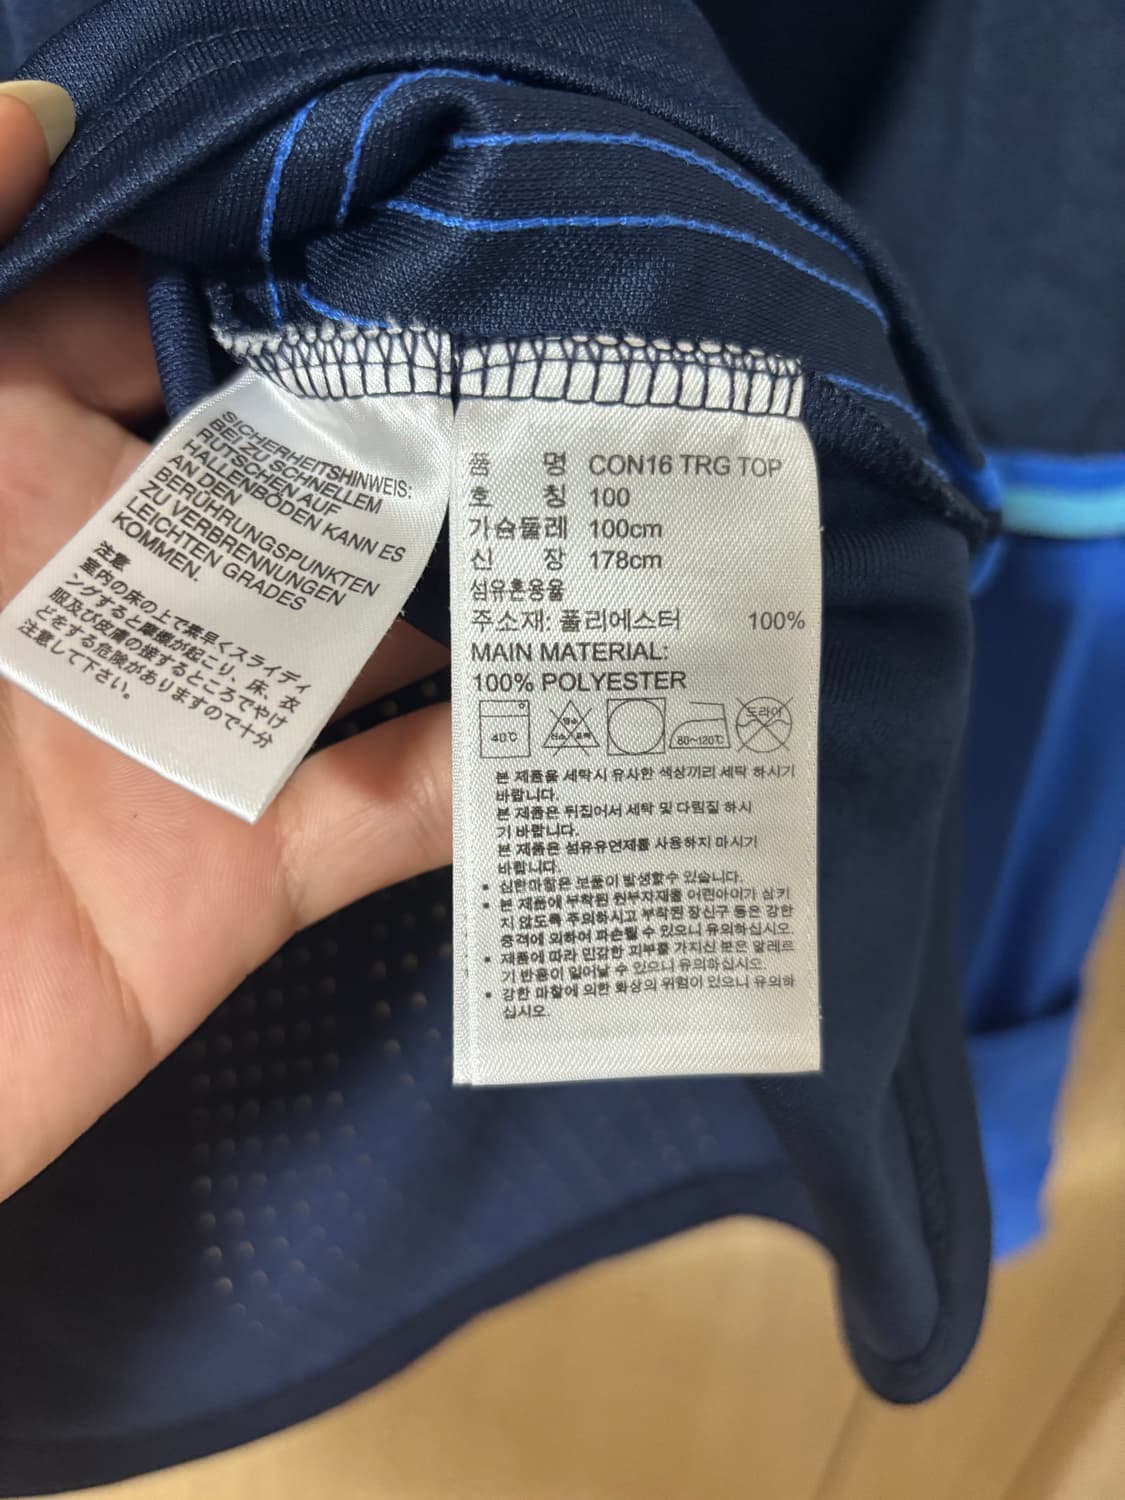 SICHERHEITSHINWEIS:
BEI ZU SCHNELLEM
RUTSCHEN AUF
HALLENBÖDEN KANN ES
AN DEN
BERÜHRUNGSPUNKTEN
ZU VERBRENNUNGEN
LEICHTEN GRADES
KOMMEN.
注意
室内の床の上で素早くスライディ
ングすると摩擦が起こり、床、衣
服及び皮膚の接するところでやけ
どをする危険がありますので十分
注意して下さい。
품 명 CON16 TRG TOP
호 칭 100
가슴둘레 100cm
신 장 178cm
섬유혼용율
주소재: 폴리에스터 100%
MAIN MATERIAL:
100% POLYESTER
40℃
80~120℃
드라이
본 제품을 세탁시 유사한 색상끼리 세탁 하시기
바랍니다.
본 제품은 뒤집어서 세탁 및 다림질 하시
기 바랍니다.
본 제품은 섬유유연제를 사용하지 마시기
바랍니다.
• 심한마찰은 보풀이 발생할수 있습니다.
• 본 제품에 부착된 원부자재를 어린아이가 삼키
지 않도록 주의하시고 부착된 장신구 등은 강한
충격에 의하여 파손될 수 있으니 유의하십시오.
• 제품에 따라 민감한 피부를 가지신 분은 알레르
기 반응이 일어날 수 있으니 유의하십시오.
• 강한 마찰에 의한 화상의 위험이 있으니 유의하
십시오.